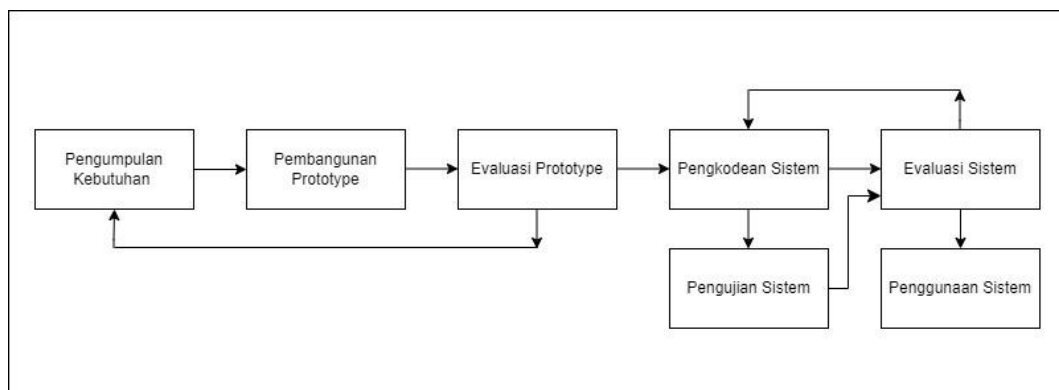 Pengumpulan
Kebutuhan
Pembangunan
Prototype
Evaluasi Prototype
Pengkodean Sistem
Evaluasi Sistem
Pengujian Sistem
Penggunaan Sistem